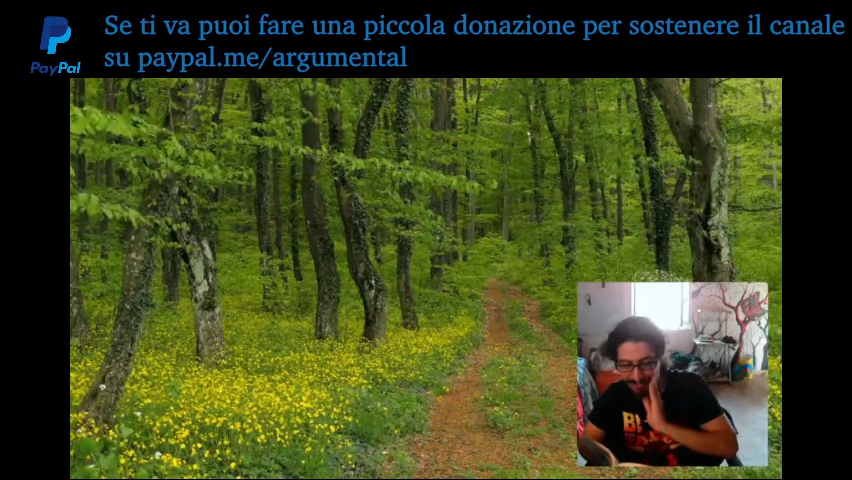 Se ti va puoi fare una piccola donazione per sostenere il canale
su paypal.me/argumental
PayPal